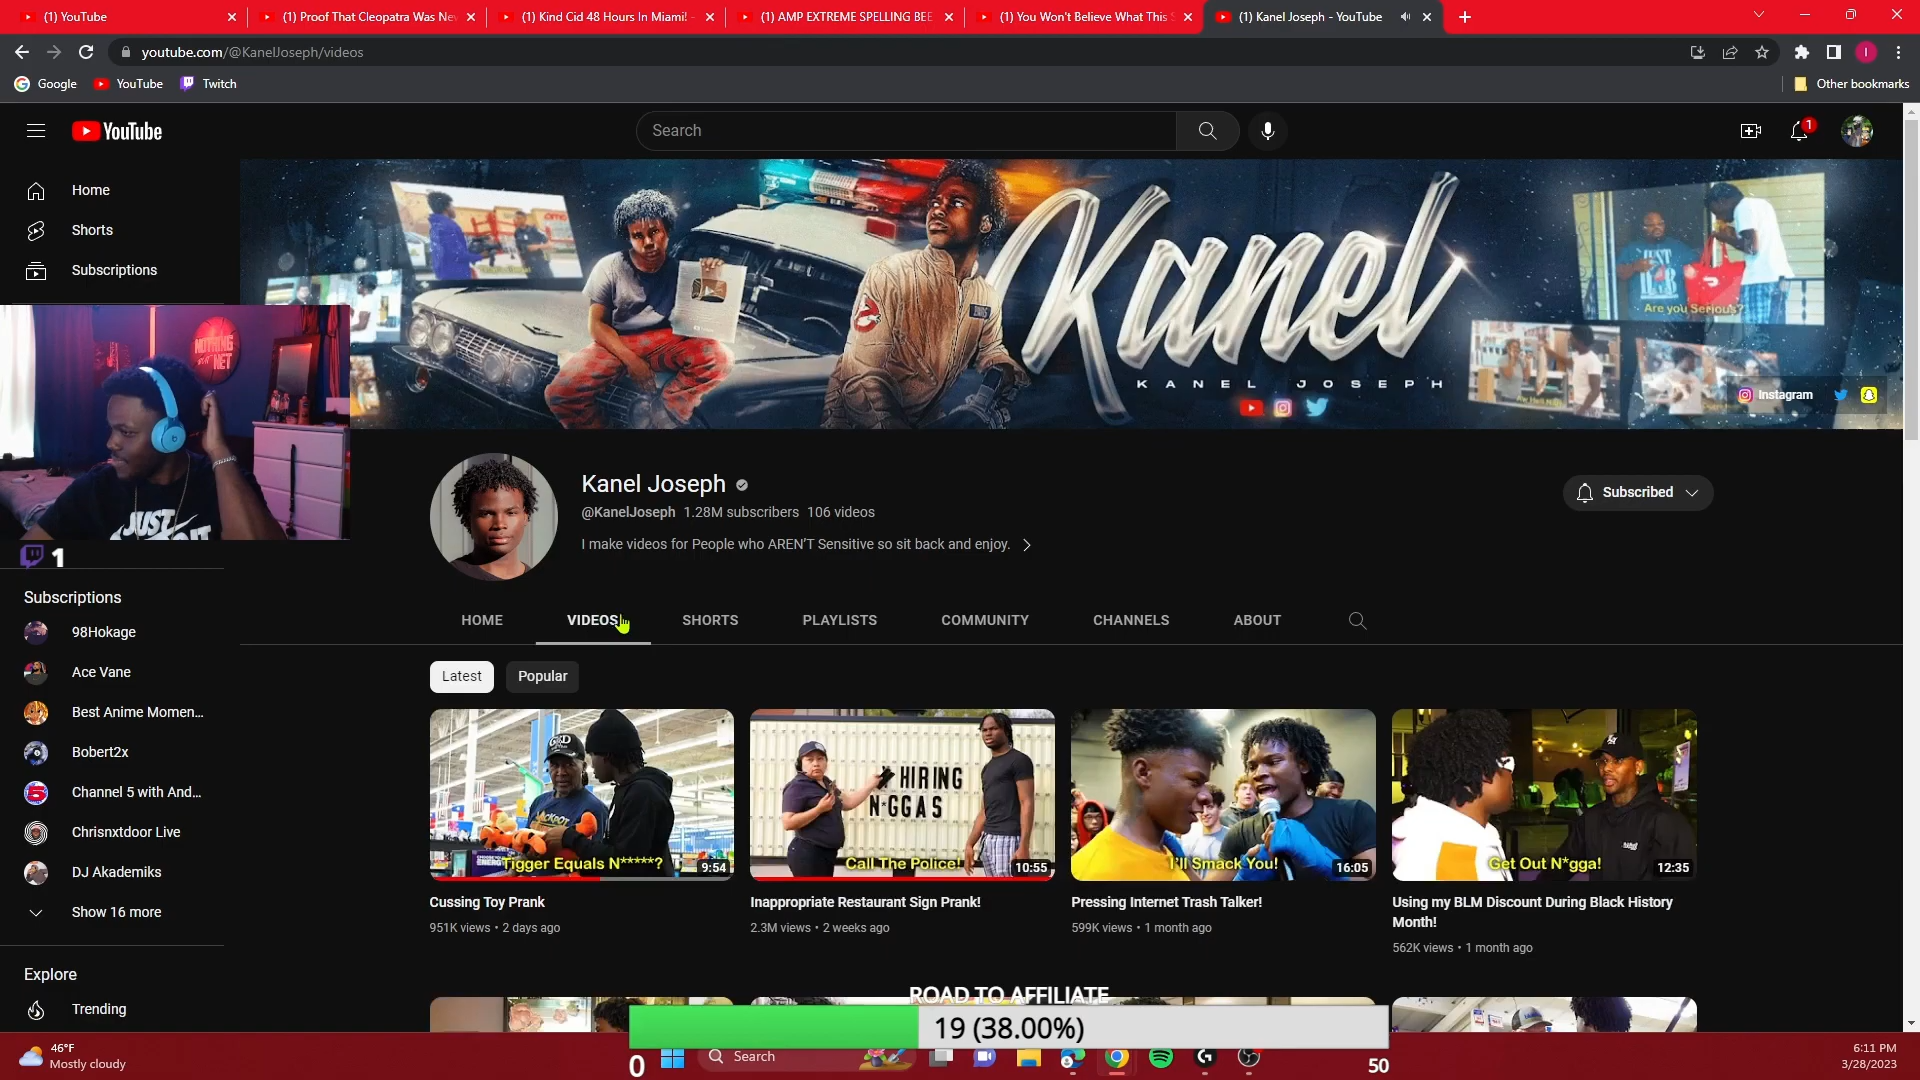 (1) YouTube
(1) Proof That Cleopatra Was Nev
(1) Kind Cid 48 Hours In Miami! -
(1) AMP EXTREME SPELLING BEE
(1) You Won't Believe What This S
(1) Kanel Joseph - YouTube
youtube.com/@KanelJoseph/videos
I
Google
YouTube
Twitch
Other bookmarks
YouTube
Search
1
Home
Shorts
Subscriptions
Kanel
KANEL JOSEPH
Are you Serious?
Instagram
NOTHING
BUT NET
JUST
1
Kanel Joseph
@KanelJoseph 1.28M subscribers 106 videos
I make videos for People who AREN'T Sensitive so sit back and enjoy.
Subscribed
HOME
VIDEOS
SHORTS
PLAYLISTS
COMMUNITY
CHANNELS
ABOUT
Latest
Popular
Subscriptions
98Hokage
Ace Vane
Best Anime Momen...
Bobert2x
Channel 5 with And...
Chrisnxtdoor Live
DJ Akademiks
Show 16 more
Explore
Trending
Tigger Equals N*****?
9:54
Cussing Toy Prank
951K views • 2 days ago
HIRING
N*GGAS
Call The Police!
10:55
Inappropriate Restaurant Sign Prank!
2.3M views • 2 weeks ago
I'll Smack You!
16:05
Pressing Internet Trash Talker!
599K views • 1 month ago
Get Out N*gga!
12:35
Using my BLM Discount During Black History
Month!
562K views • 1 month ago
ROAD TO AFFILIATE
19 (38.00%)
0
50
46°F
Mostly cloudy
Search
6:11 PM
3/28/2023